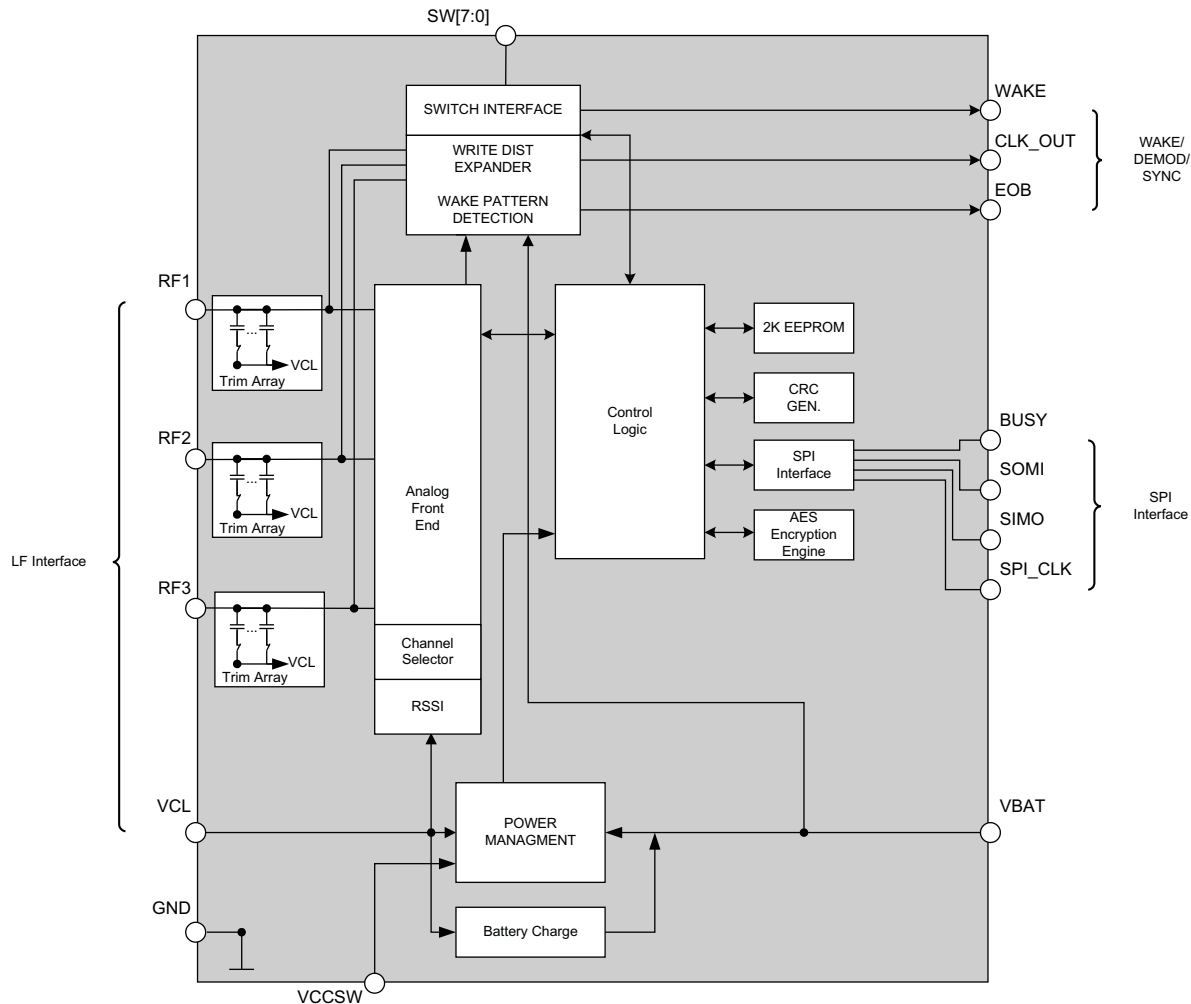 SW[7:0]
SWITCH INTERFACE
WRITE DIST
EXPANDER
WAKE PATTERN
DETECTION
WAKE
CLK_OUT
EOB
WAKE/
DEMOD/
SYNC
RF1
...
VCL
Trim Array
RF2
...
VCL
Trim Array
RF3
...
VCL
Trim Array
LF Interface
Analog
Front
End
Channel
Selector
RSSI
Control
Logic
2K EEPROM
CRC
GEN.
SPI
Interface
AES
Encryption
Engine
BUSY
SOMI
SIMO
SPI_CLK
SPI
Interface
VCL
POWER
MANAGMENT
VBAT
GND
Battery Charge
VCCSW